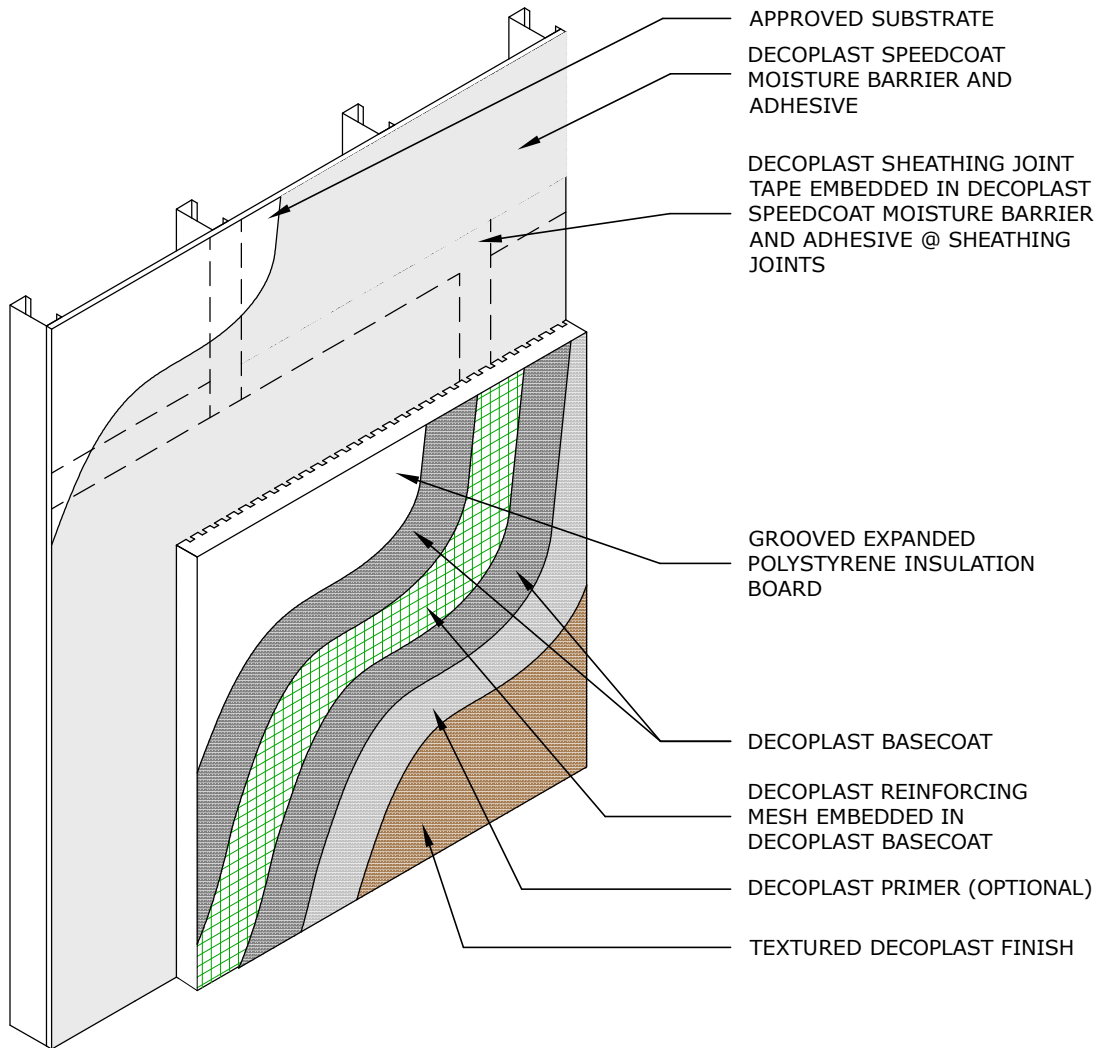 APPROVED SUBSTRATE
DECOPLAST SPEEDCOAT
MOISTURE BARRIER AND
ADHESIVE
DECOPLAST SHEATHING JOINT
TAPE EMBEDDED IN DECOPLAST
SPEEDCOAT MOISTURE BARRIER
AND ADHESIVE @ SHEATHING
JOINTS
GROOVED EXPANDED
POLYSTYRENE INSULATION
BOARD
DECOPLAST BASECOAT
DECOPLAST REINFORCING
MESH EMBEDDED IN
DECOPLAST BASECOAT
DECOPLAST PRIMER (OPTIONAL)
TEXTURED DECOPLAST FINISH